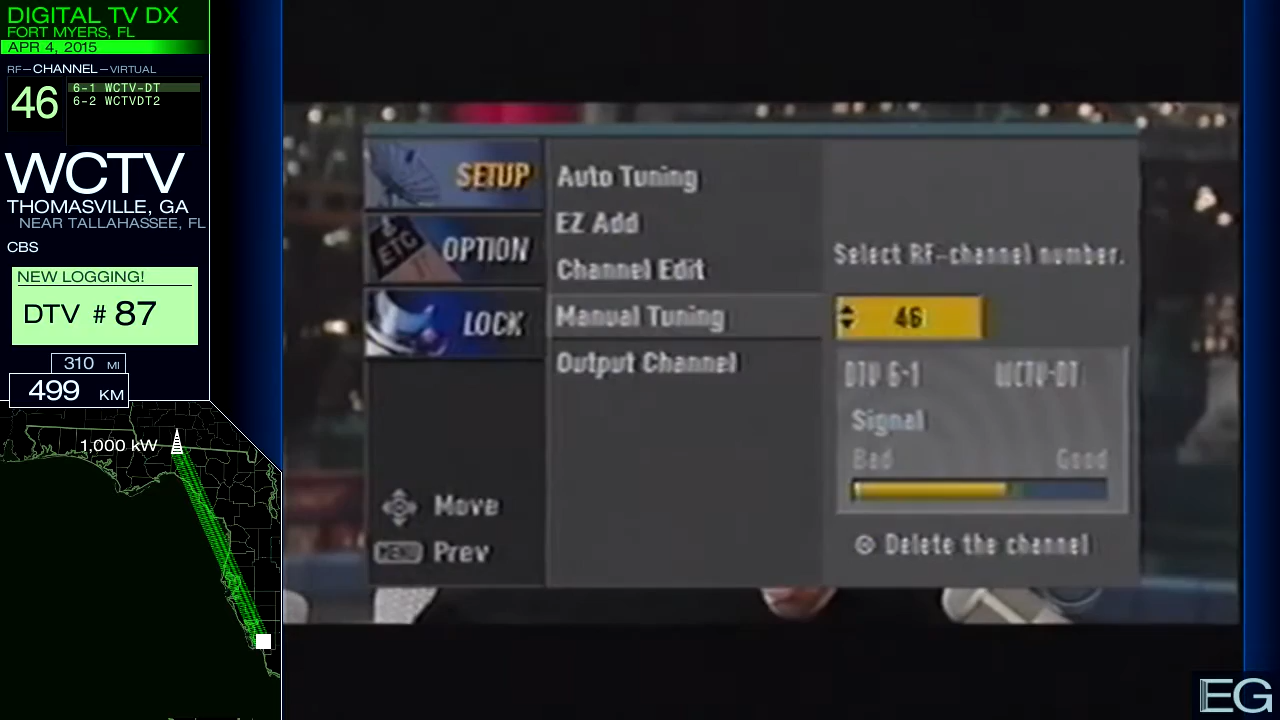 DIGITAL TV DX
FORT MYERS, FL
APR 4, 2015
RF–CHANNEL–VIRTUAL
46
6-1 WCTV-DT
6-2 WCTVDT2
WCTV
THOMASVILLE, GA
NEAR TALLAHASSEE, FL
CBS
NEW LOGGING!
DTV # 87
310 MI
499 KM
1,000 kW
SETUP
ETC
OPTION
LOCK
Move
MENU Prev
Auto Tuning
EZ Add
Channel Edit
Manual Tuning
Output Channel
Select RF-channel number.
46
DTV 6-1 WCTV-DT
Signal
Bad Good
Delete the channel
EG